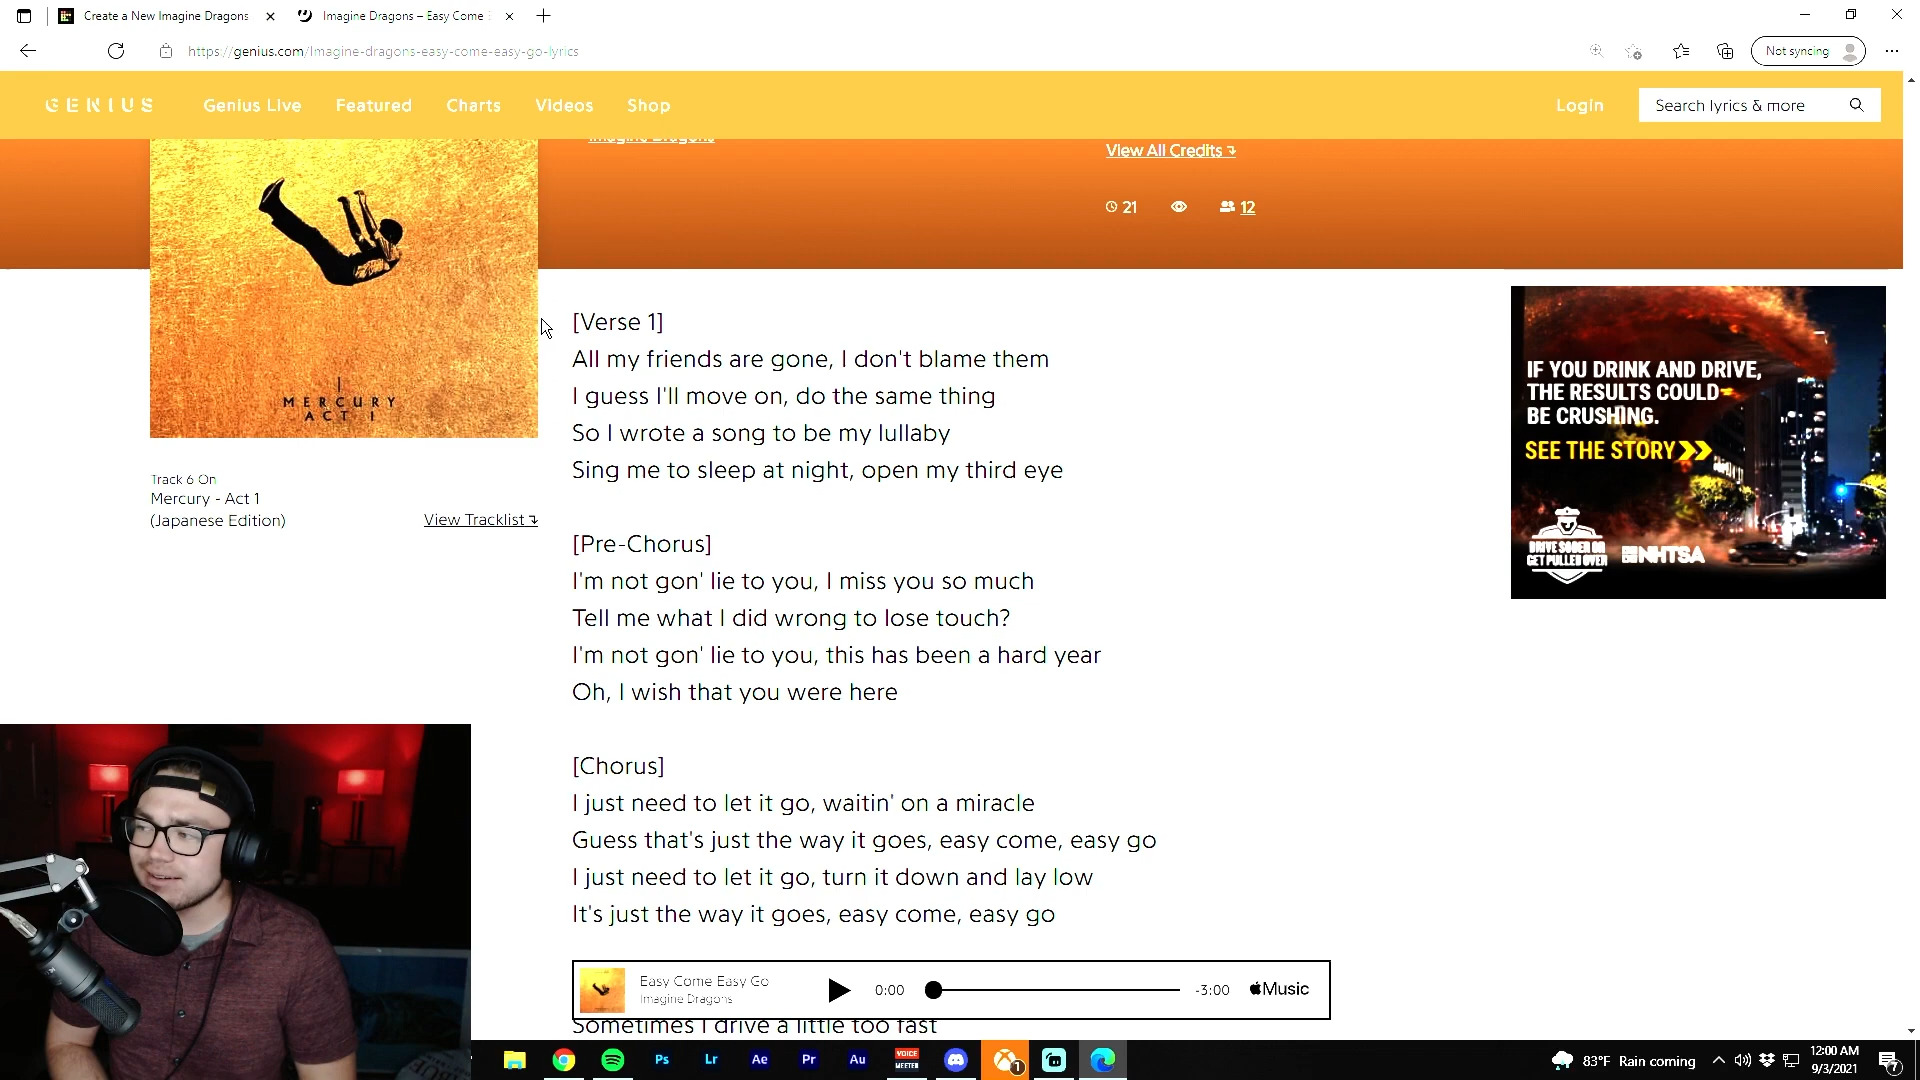 Create a New Imagine Dragons
Imagine Dragons – Easy Come
https://genius.com/Imagine-dragons-easy-come-easy-go-lyrics
Not syncing
GENIUS
Genius Live
Featured
Charts
Videos
Shop
Login
Search lyrics & more
Imagine Dragons
View All Credits
21
12
MERCURY
ACT I
Track 6 On
Mercury - Act 1
(Japanese Edition)
View Tracklist
[Verse 1]
All my friends are gone, I don't blame them
I guess I'll move on, do the same thing
So I wrote a song to be my lullaby
Sing me to sleep at night, open my third eye
[Pre-Chorus]
I'm not gon' lie to you, I miss you so much
Tell me what I did wrong to lose touch?
I'm not gon' lie to you, this has been a hard year
Oh, I wish that you were here
[Chorus]
I just need to let it go, waitin' on a miracle
Guess that's just the way it goes, easy come, easy go
I just need to let it go, turn it down and lay low
It's just the way it goes, easy come, easy go
Sometimes I drive a little too fast
IF YOU DRINK AND DRIVE,
THE RESULTS COULD
BE CRUSHING.
SEE THE STORY
DRIVE SOBER OR
GET PULLED OVER
NHTSA
Easy Come Easy Go
Imagine Dragons
0:00
-3:00
Music
Ps
Lr
Ae
Pr
Au
VOICE
MEETER
1
83°F Rain coming
12:00 AM
9/3/2021
7